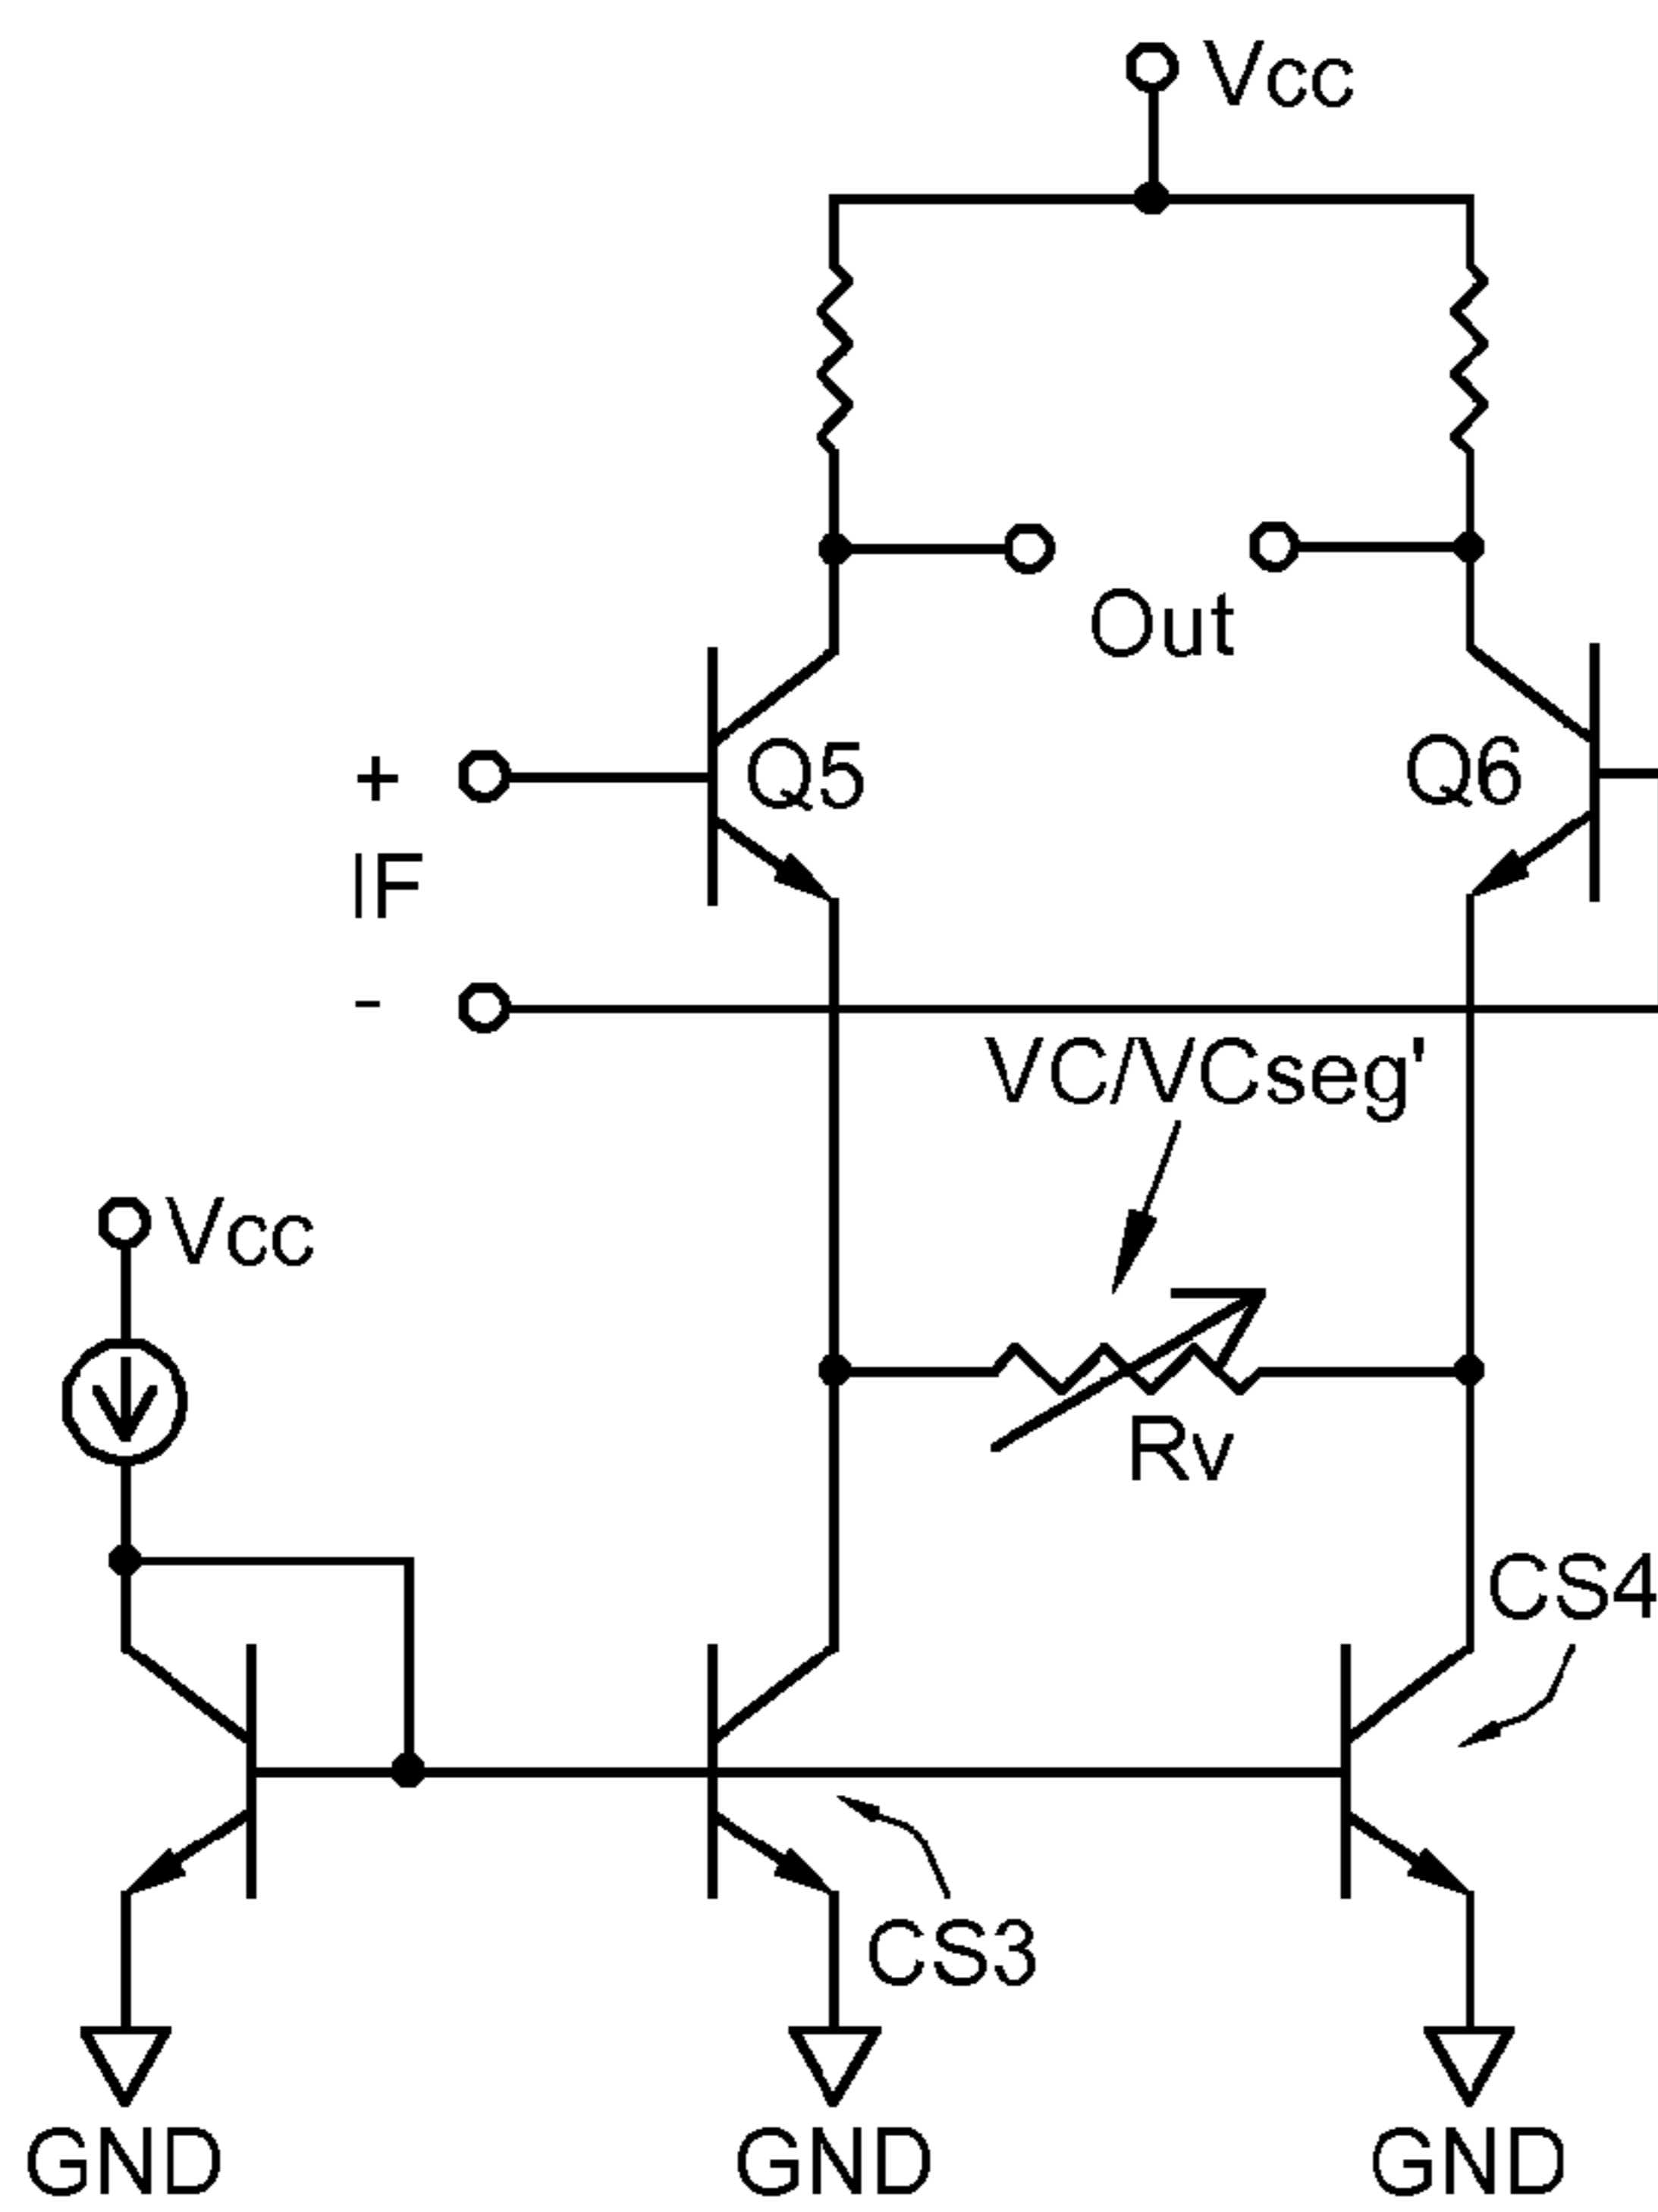 Vcc
Out
Q5
Q6
+
IF
-
VC/VCseg'
Vcc
Rv
CS4
CS3
GND
GND
GND